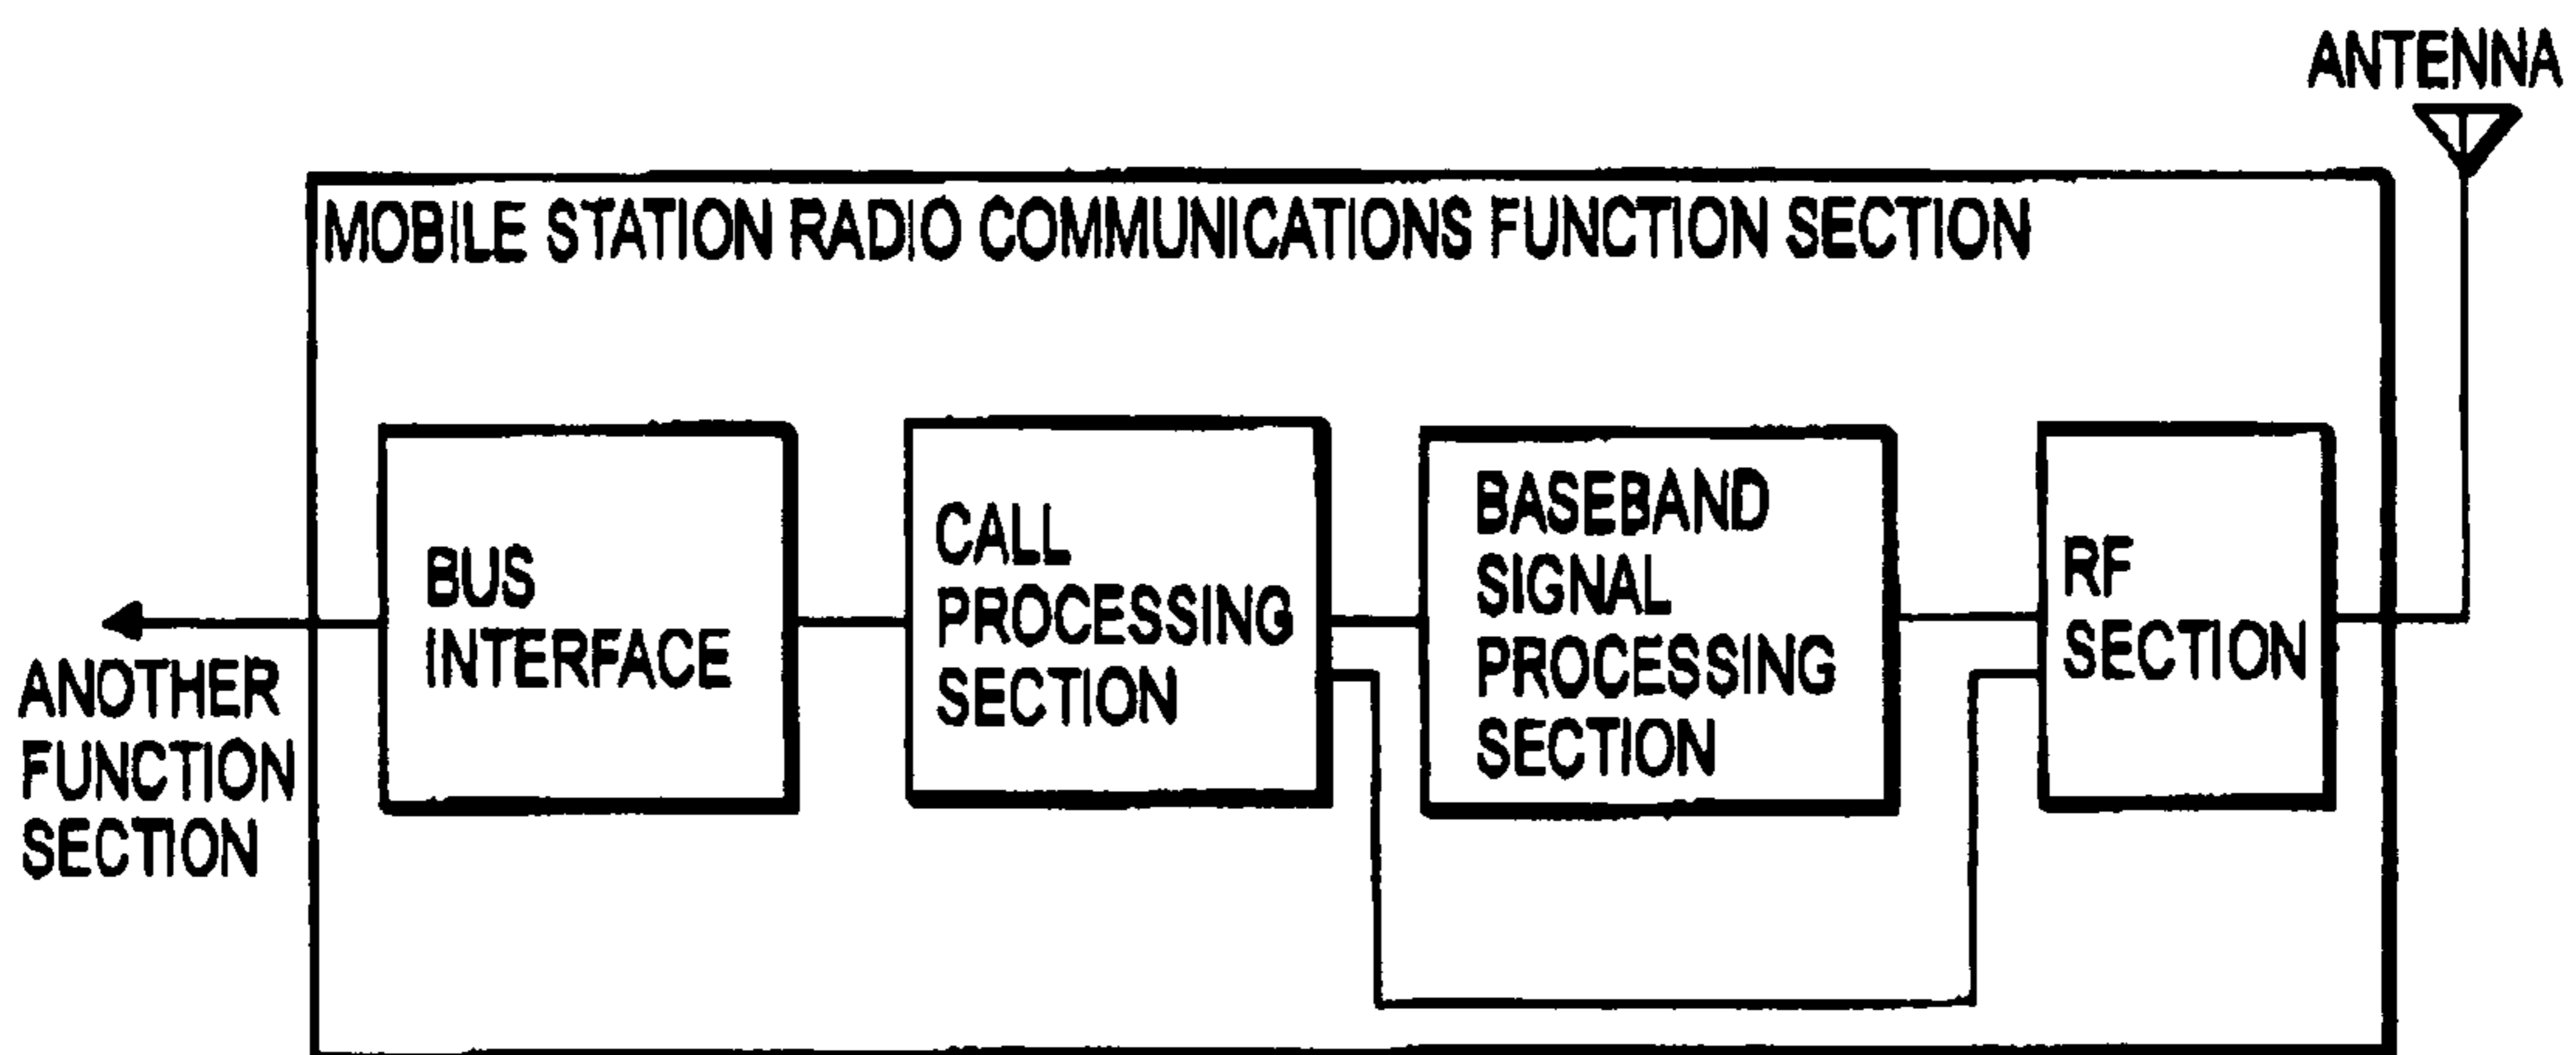 ANTENNA
MOBILE STATION RADIO COMMUNICATIONS FUNCTION SECTION
BUS
INTERFACE
CALL
PROCESSING
SECTION
BASEBAND
SIGNAL
PROCESSING
SECTION
RF
SECTION
ANOTHER
FUNCTION
SECTION